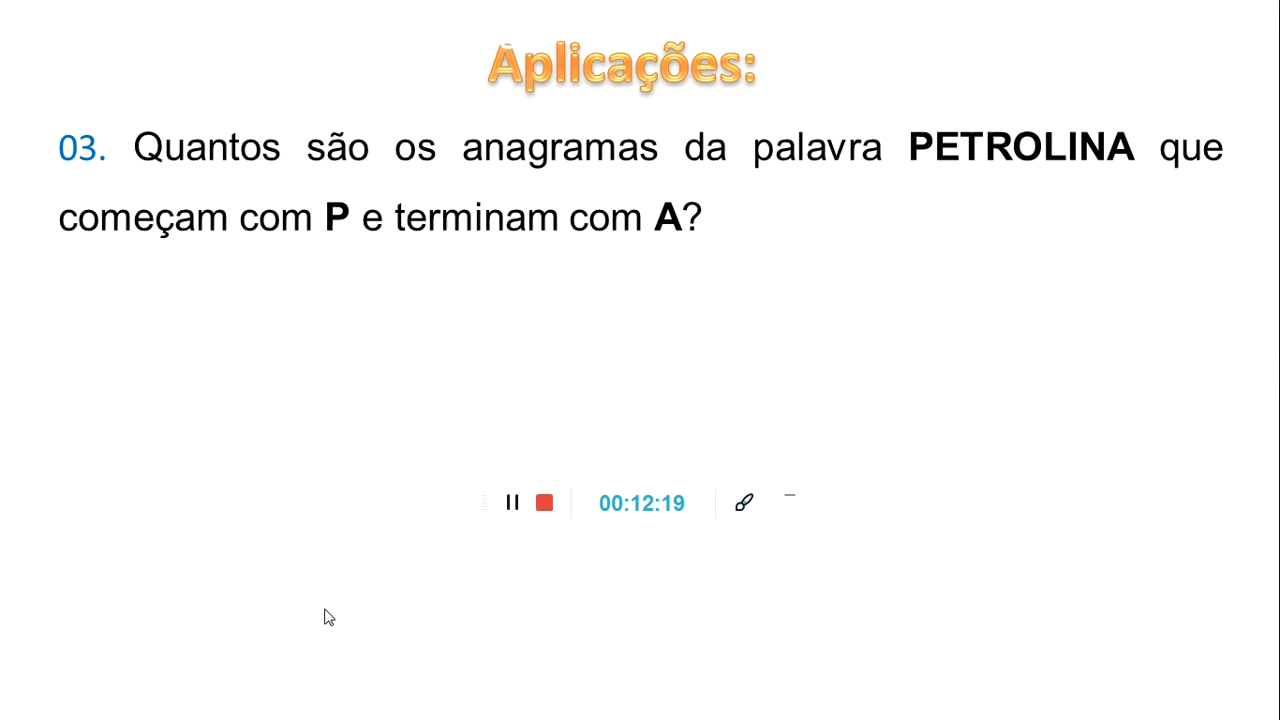 Aplicações:
03. Quantos são os anagramas da palavra PETROLINA que
começam com P e terminam com A?
00:12:19